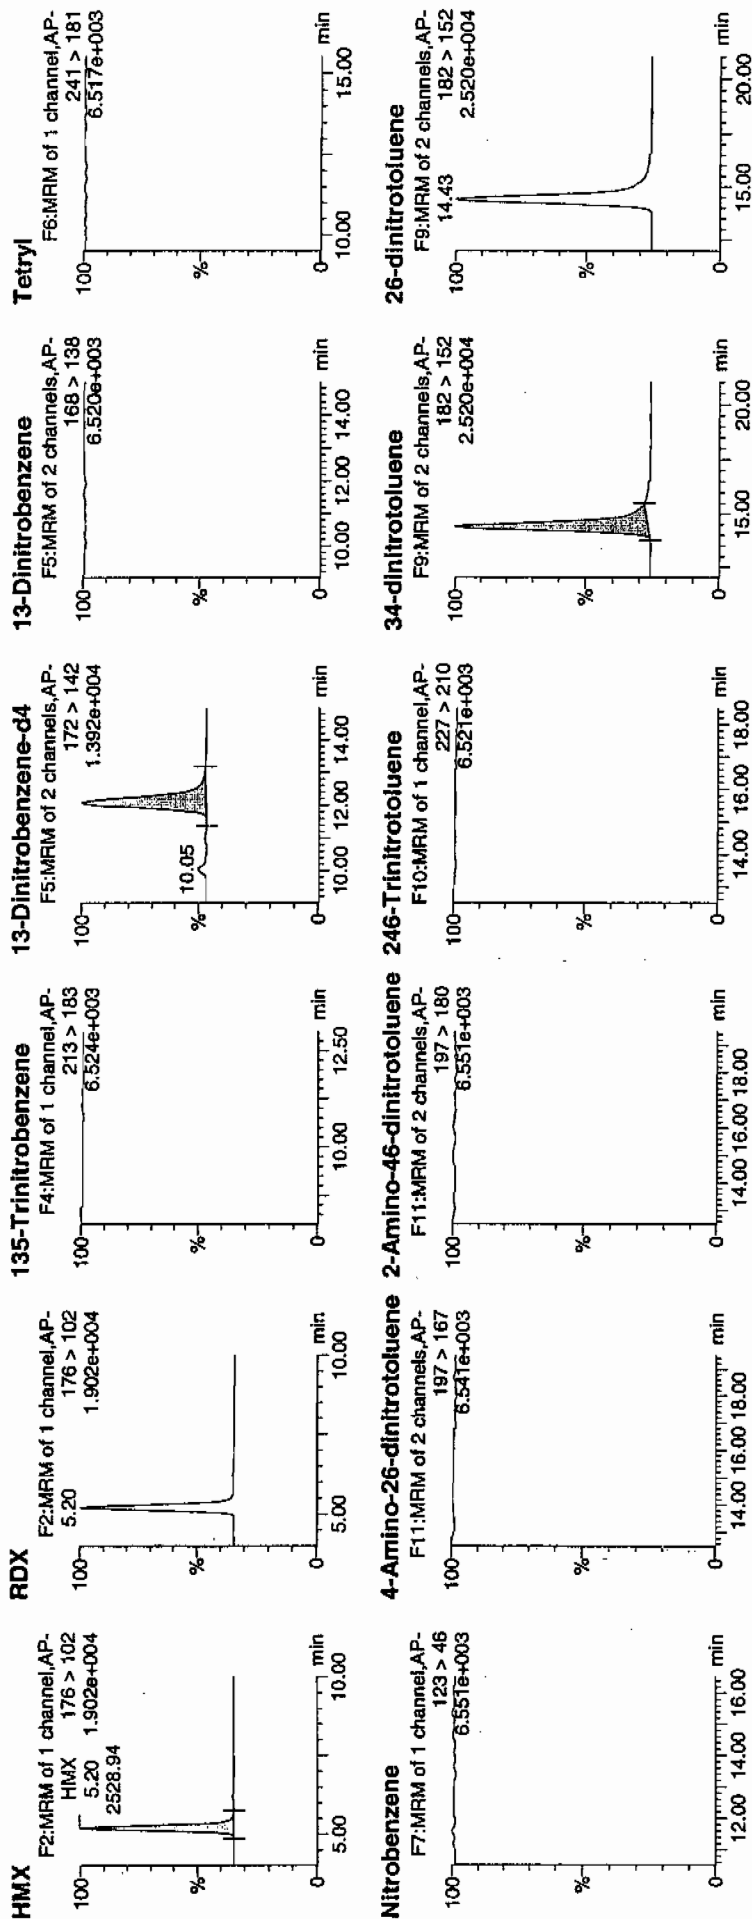 HMX
F2:MRM of 1 channel,AP-
HMX 176 > 102
5.20 1.902e+004
2528.94
100
%
0
5.00 10.00 min
RDX
F2:MRM of 1 channel,AP-
5.20 176 > 102
1.902e+004
100
%
0
5.00 10.00 min
135-Trinitrobenzene
F4:MRM of 1 channel,AP-
213 > 183
6.524e+003
100
%
0
10.00 12.50 min
13-Dinitrobenzene-d4
F5:MRM of 2 channels,AP-
172 > 142
1.392e+004
100
10.05
%
0
10.00 12.00 14.00 min
13-Dinitrobenzene
F5:MRM of 2 channels,AP-
168 > 138
6.520e+003
100
%
0
10.00 12.00 14.00 min
Tetryl
F6:MRM of 1 channel,AP-
241 > 181
6.517e+003
100
%
0
10.00 15.00 min
Nitrobenzene
F7:MRM of 1 channel,AP-
123 > 46
6.551e+003
100
%
0
12.00 14.00 16.00 min
4-Amino-26-dinitrotoluene
F11:MRM of 2 channels,AP-
197 > 167
6.541e+003
100
%
0
14.00 16.00 18.00 min
2-Amino-46-dinitrotoluene
F11:MRM of 2 channels,AP-
197 > 180
6.551e+003
100
%
0
14.00 16.00 18.00 min
246-Trinitrotoluene
F10:MRM of 1 channel,AP-
227 > 210
6.521e+003
100
%
0
14.00 16.00 18.00 min
34-dinitrotoluene
F9:MRM of 2 channels,AP-
182 > 152
2.520e+004
100
%
0
15.00 20.00 min
26-dinitrotoluene
F9:MRM of 2 channels,AP-
14.43 182 > 152
2.520e+004
100
%
0
15.00 20.00 min